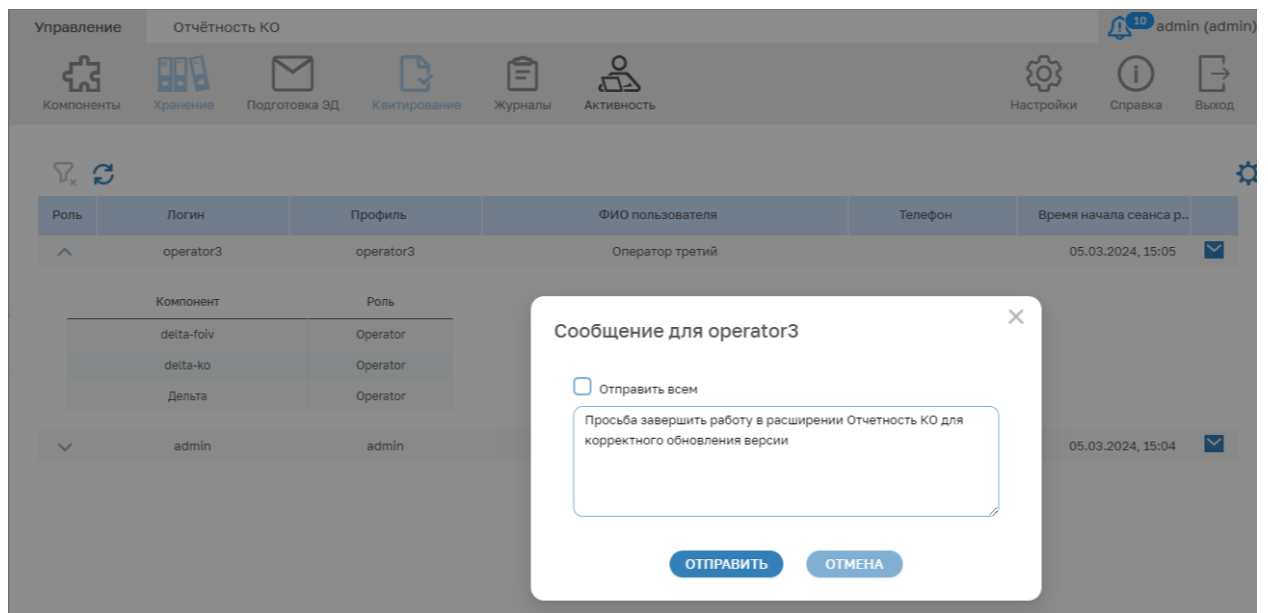 Управление Отчётность КО 10 admin (admin)
Компоненты Хранение Подготовка ЭД Квитирование Журналы Активность Настройки Справка Выход
Роль Логин Профиль ФИО пользователя Телефон Время начала сеанса р..
operator3 operator3 Оператор третий 05.03.2024, 15:05
Компонент Роль
delta-foiv Operator
delta-ko Operator
Дельта Operator
admin admin 05.03.2024, 15:04
Сообщение для operator3
Отправить всем
Просьба завершить работу в расширении Отчетность КО для
корректного обновления версии
ОТПРАВИТЬ ОТМЕНА